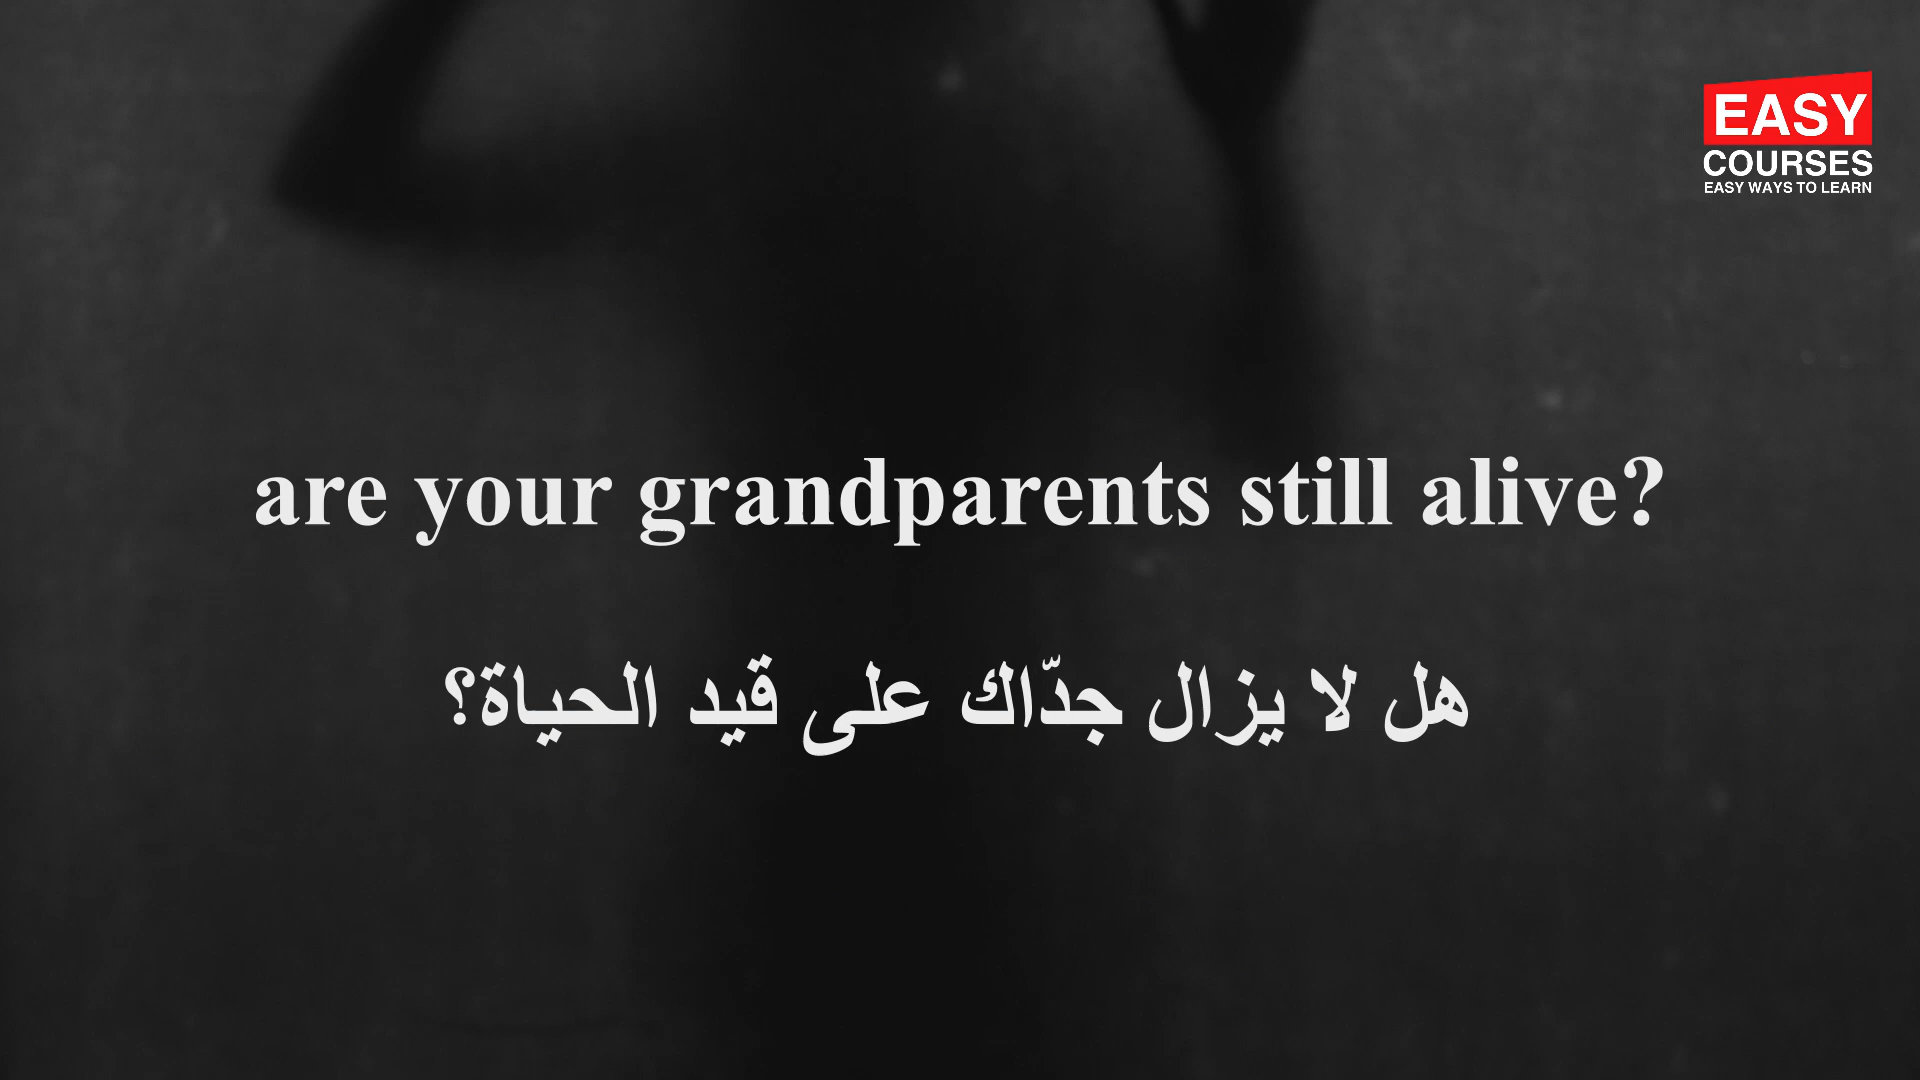 EASY
COURSES
EASY WAYS TO LEARN
are your grandparents still alive?
هل لا يزال جدّاك على قيد الحياة؟